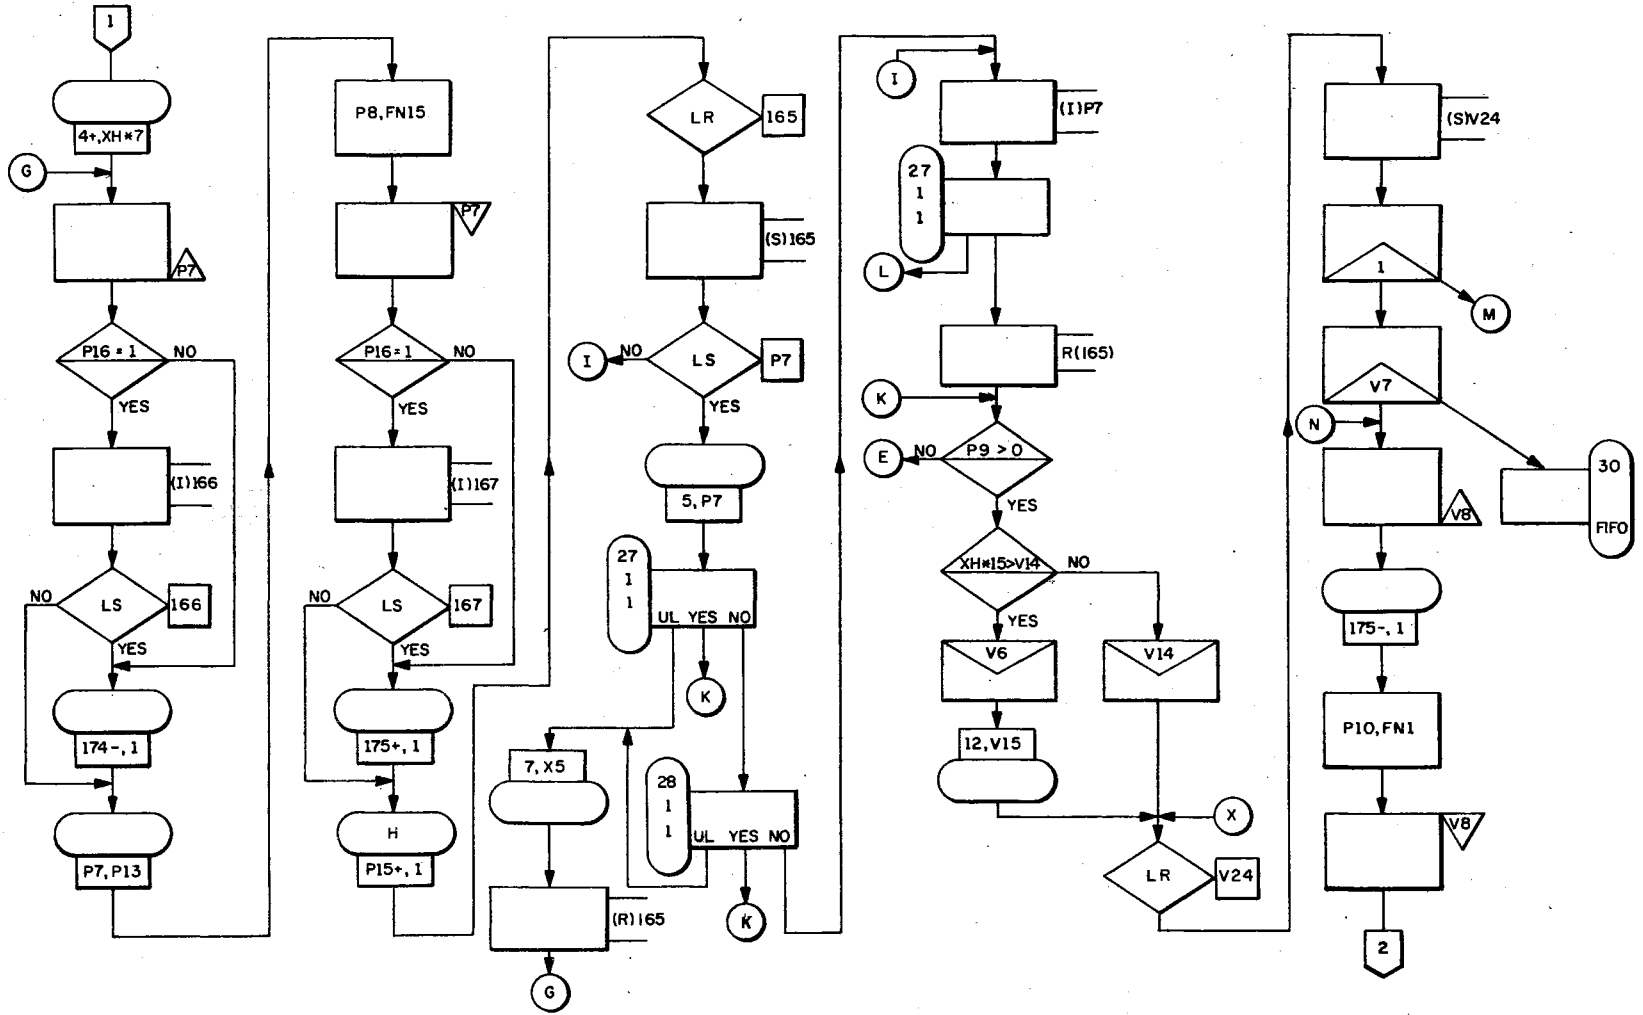 1
4+,XH*7
G
P7
P16 = 1
NO
YES
(I)166
NO
LS
166
YES
174-, 1
P7, P13
P8, FN15
P7
P16 = 1
NO
YES
(I)167
NO
LS
167
YES
175+, 1
H
P15+, 1
LR
165
(S)165
I
NO
LS
P7
YES
5, P7
27
1
1
UL YES NO
K
7, X5
28
1
1
UL YES NO
K
(R)165
G
I
(I)P7
27
1
1
L
R(165)
K
E
NO
P9 > 0
YES
XH*15>V14
NO
YES
V6
V14
12, V15
X
LR
V24
(S)V24
1
M
V7
N
30
FIFO
V8
175-, 1
P10, FN1
V8
2